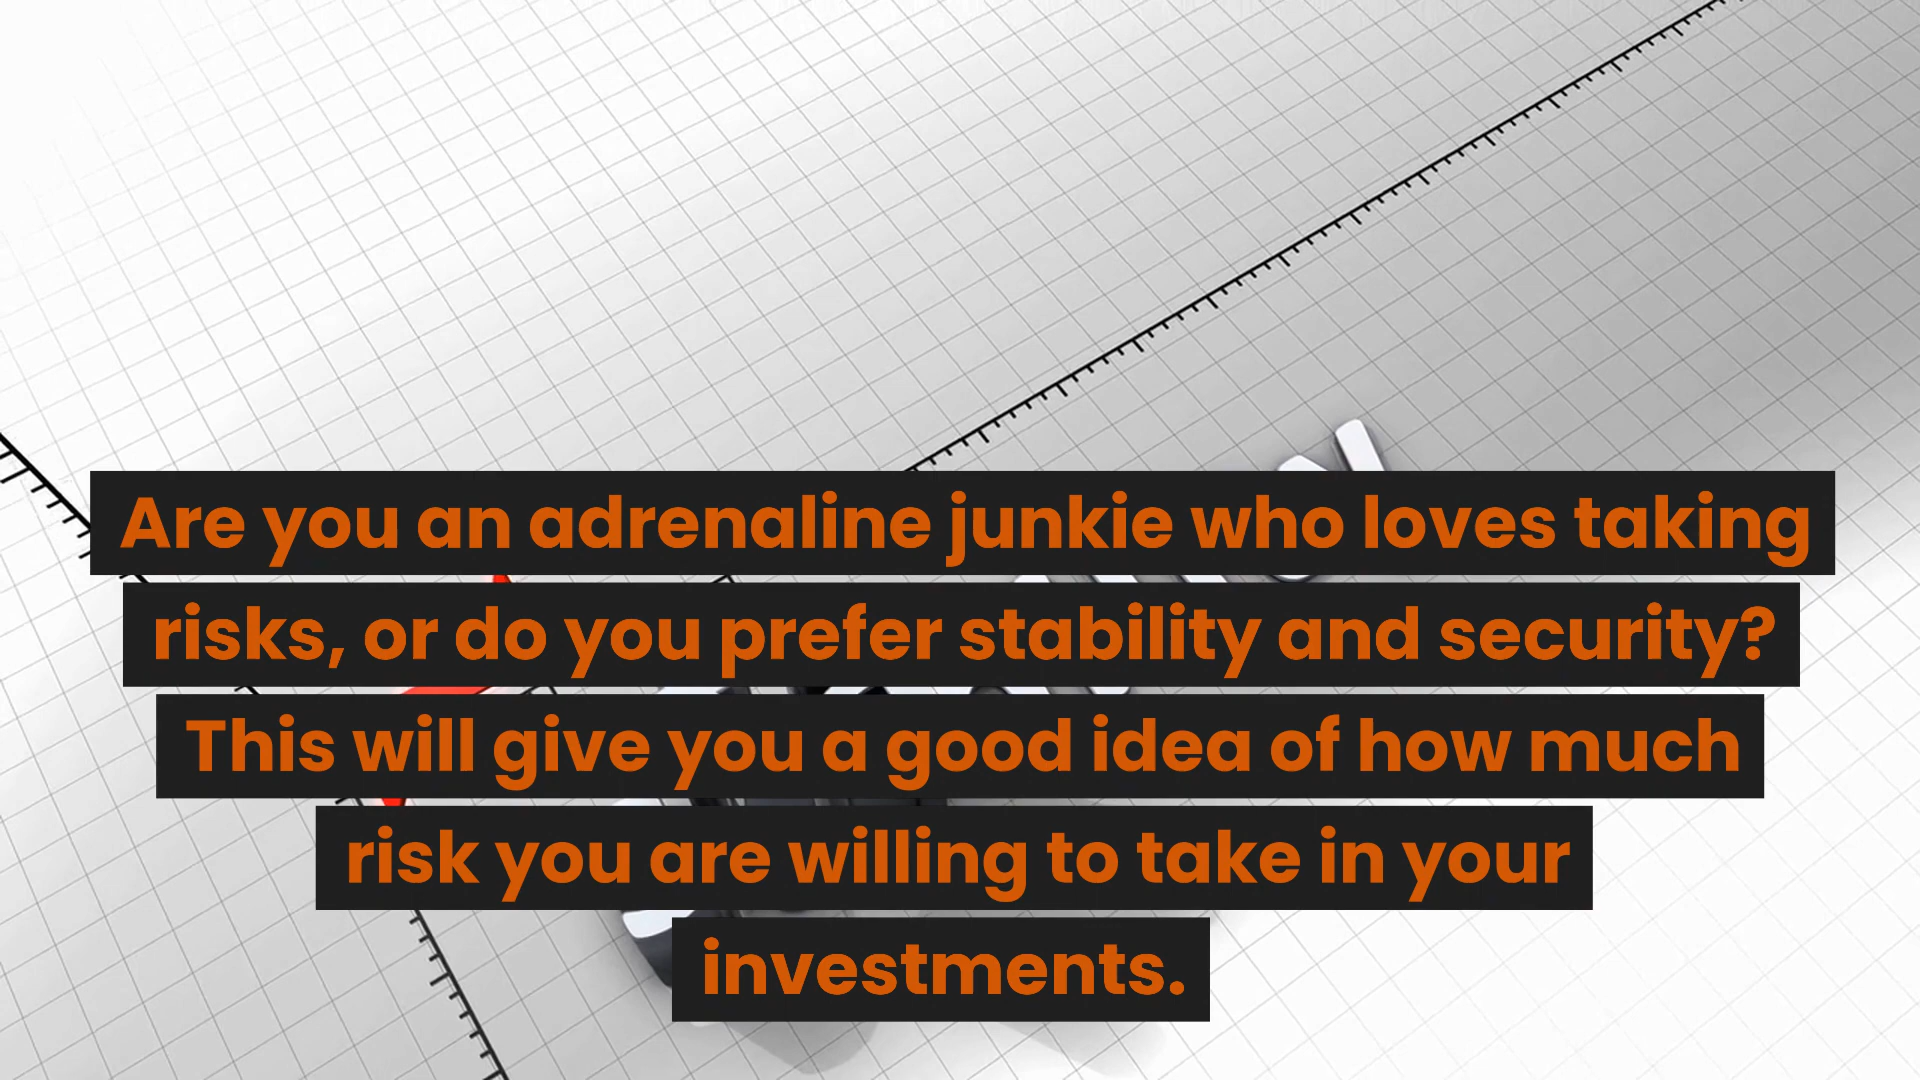 Are you an adrenaline junkie who loves taking
risks, or do you prefer stability and security?
This will give you a good idea of how much
risk you are willing to take in your
investments.